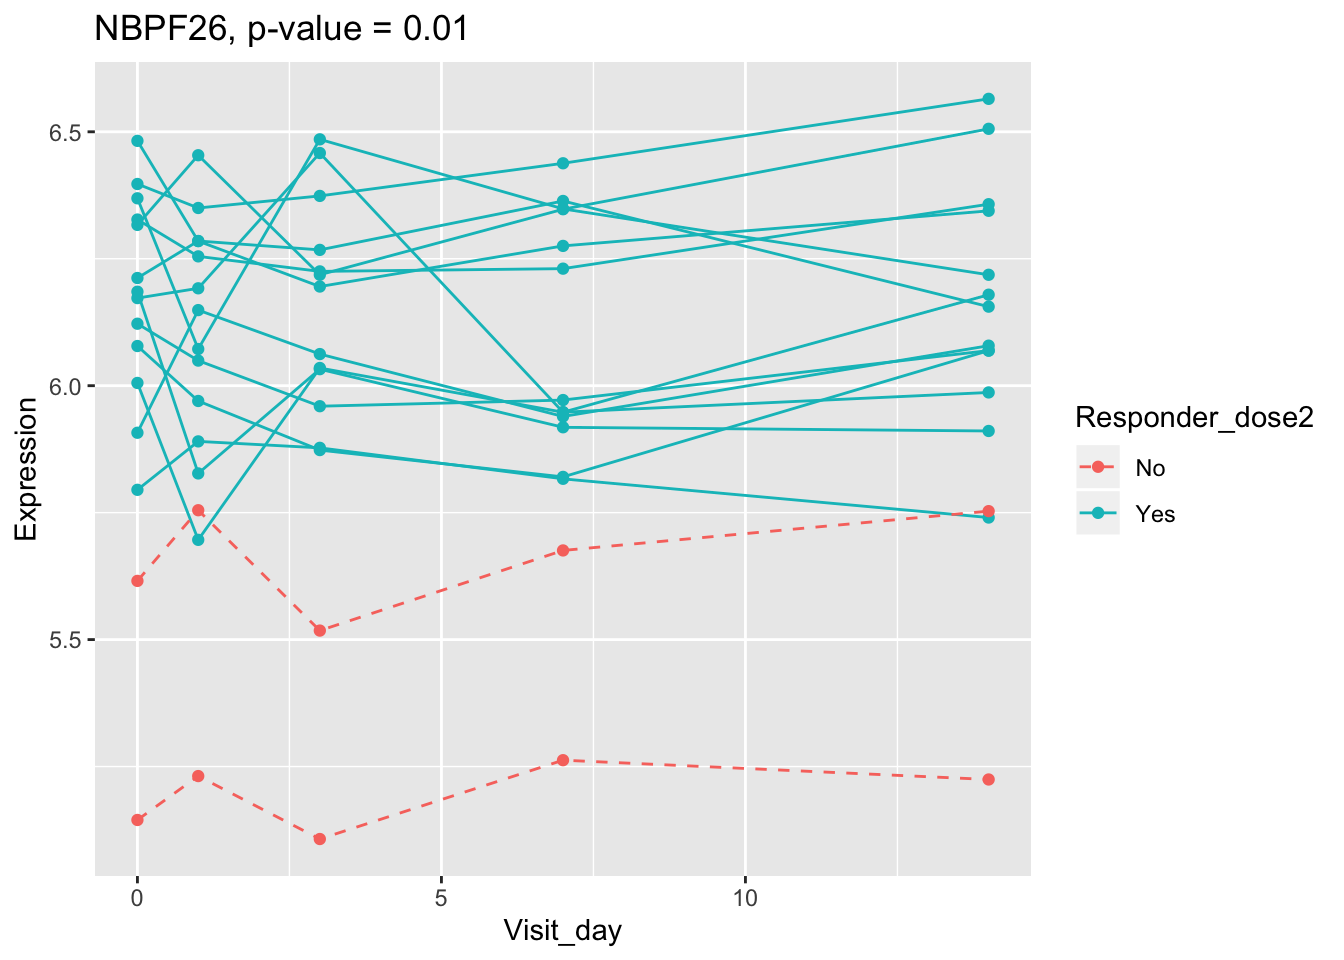 NBPF26, p-value = 0.01
6.5
6.0
5.5
Expression
0
5
10
Visit_day
Responder_dose2
No
Yes